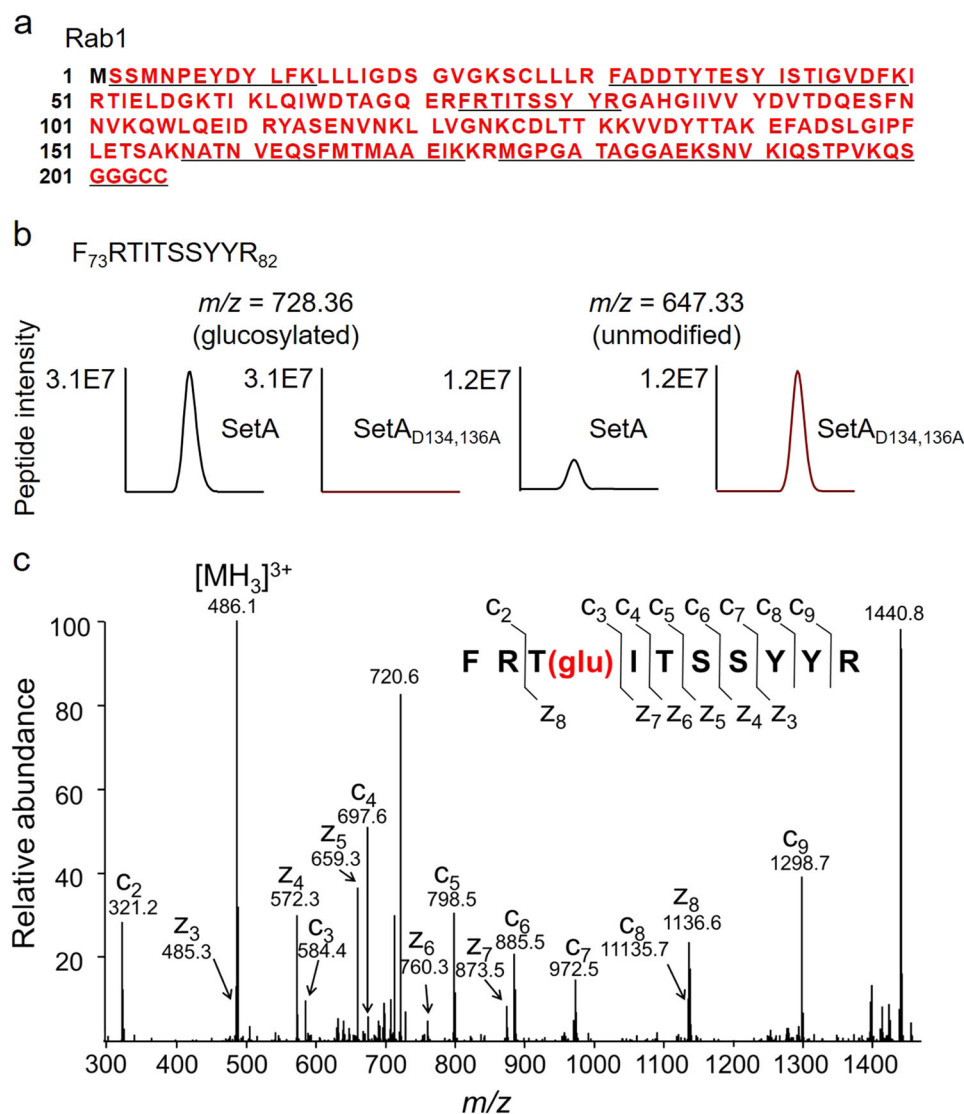 a
Rab1
1 MSSMNPEYDY LFKLLLIGDS GVGKSCLLLR FADDTYTESY ISTIGVDFKI
51 RTIELDGKTI KLQIWDTAGQ ERFRTITSSY YRGAHGIIVV YDVTDQESFN
101 NVKQWLQEID RYASENVNKL LVGNKCDLTT KKVVDYTTAK EFADSLGIPF
151 LETSAKNATN VEQSFMTMAA EIKKRMGPGA TAGGAEKSNV KIQSTPVKQS
201 GGGCC
b
F73RTITSSYYR82
m/z = 728.36 m/z = 647.33
(glucosylated) (unmodified)
Peptide intensity
3.1E7 3.1E7 1.2E7 1.2E7
SetA SetAD134,136A SetA SetAD134,136A
c
[MH3]3+
486.1
1440.8
720.6
c2 c3 c4 c5 c6 c7 c8 c9
F R T(glu) I T S S Y Y R
z8 z7 z6 z5 z4 z3
Relative abundance
100
80
60
40
20
c2
321.2
z3
485.3
z4
572.3
c3
584.4
z5
659.3
c4
697.6
z6
760.3
c5
798.5
z7
873.5
c6
885.5
c7
972.5
c8
11135.7
z8
1136.6
c9
1298.7
300 400 500 600 700 800 900 1000 1100 1200 1300 1400
m/z